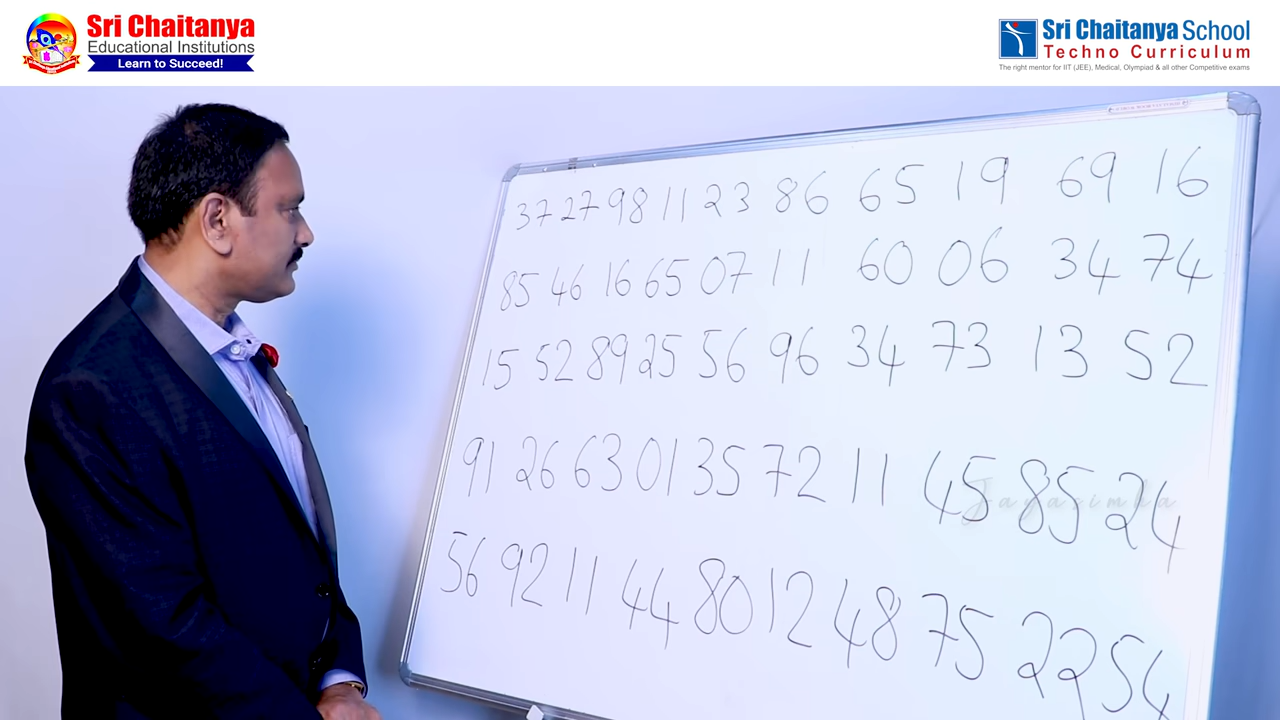 Sri Chaitanya
Educational Institutions
Learn to Succeed!
Sri Chaitanya School
Techno Curriculum
The right mentor for IIT (JEE), Medical, Olympiad & all other Competitive exams
37 27 98 11 23 86 65 19 69 16
85 46 16 65 07 11 60 06 34 74
15 52 89 25 56 96 34 73 13 52
91 26 63 01 35 72 11 45 85 24
Jayasimha
56 92 11 44 80 12 48 75 22 54